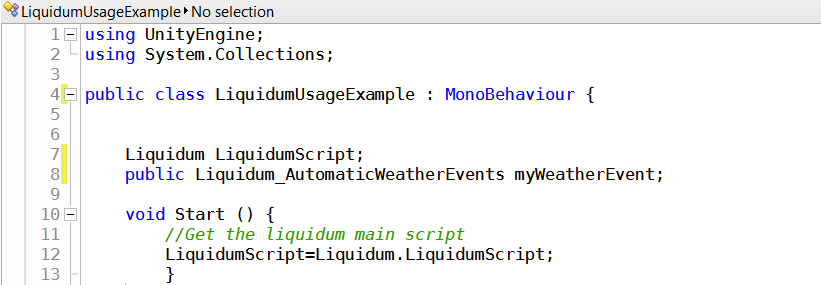 LiquidumUsageExample ▸ No selection
1 using UnityEngine;
2 using System.Collections;
3
4 public class LiquidumUsageExample : MonoBehaviour {
5
6
7 Liquidum LiquidumScript;
8 public Liquidum_AutomaticWeatherEvents myWeatherEvent;
9
10 void Start () {
11 //Get the liquidum main script
12 LiquidumScript=Liquidum.LiquidumScript;
13 }